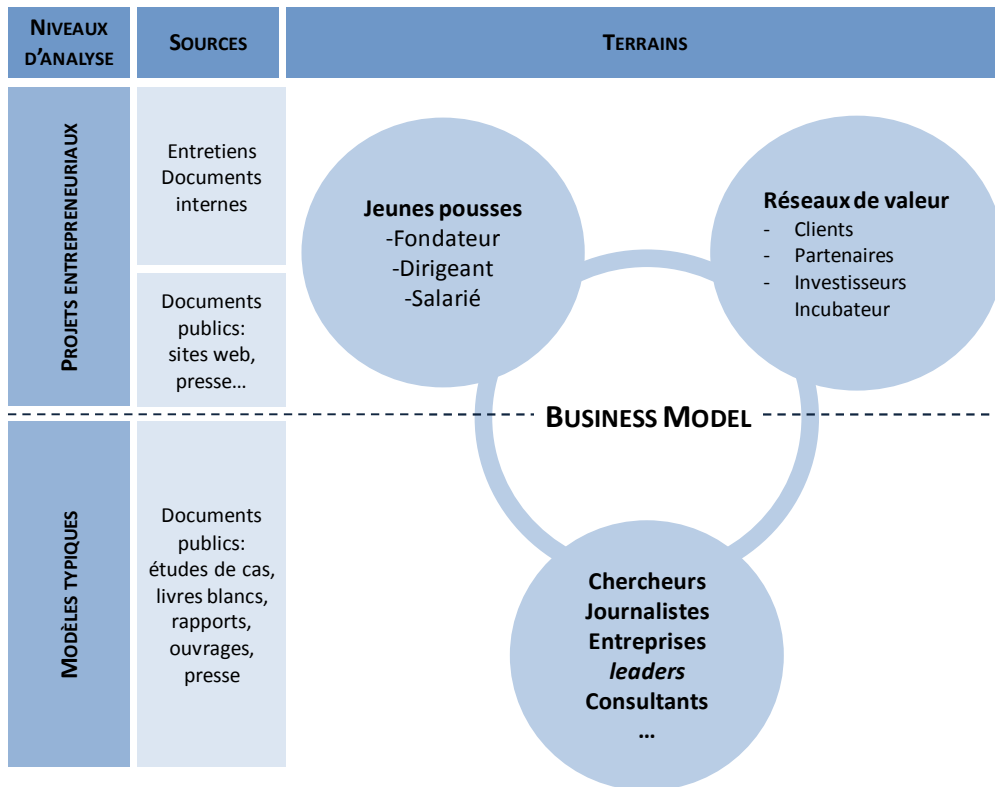 NIVEAUX
D'ANALYSE
SOURCES
TERRAINS
PROJETS ENTREPRENEURIAUX
Entretiens
Documents
internes
Documents
publics:
sites web,
presse…
Jeunes pousses
-Fondateur
-Dirigeant
-Salarié
Réseaux de valeur
- Clients
- Partenaires
- Investisseurs
Incubateur
BUSINESS MODEL
MODÈLES TYPIQUES
Documents
publics:
études de cas,
livres blancs,
rapports,
ouvrages,
presse
Chercheurs
Journalistes
Entreprises
leaders
Consultants
…